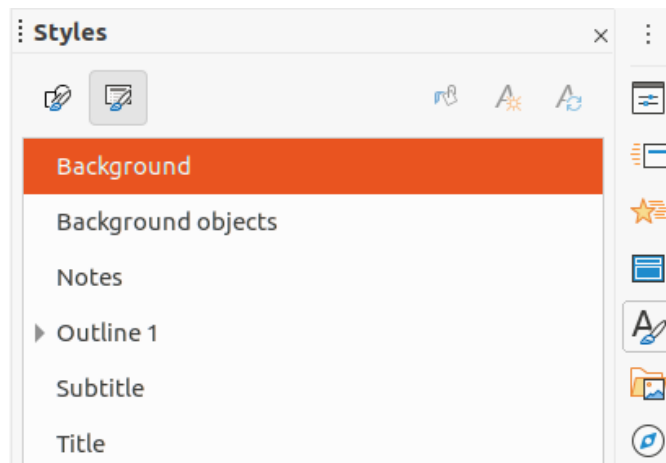 Styles
Background
Background objects
Notes
Outline 1
Subtitle
Title